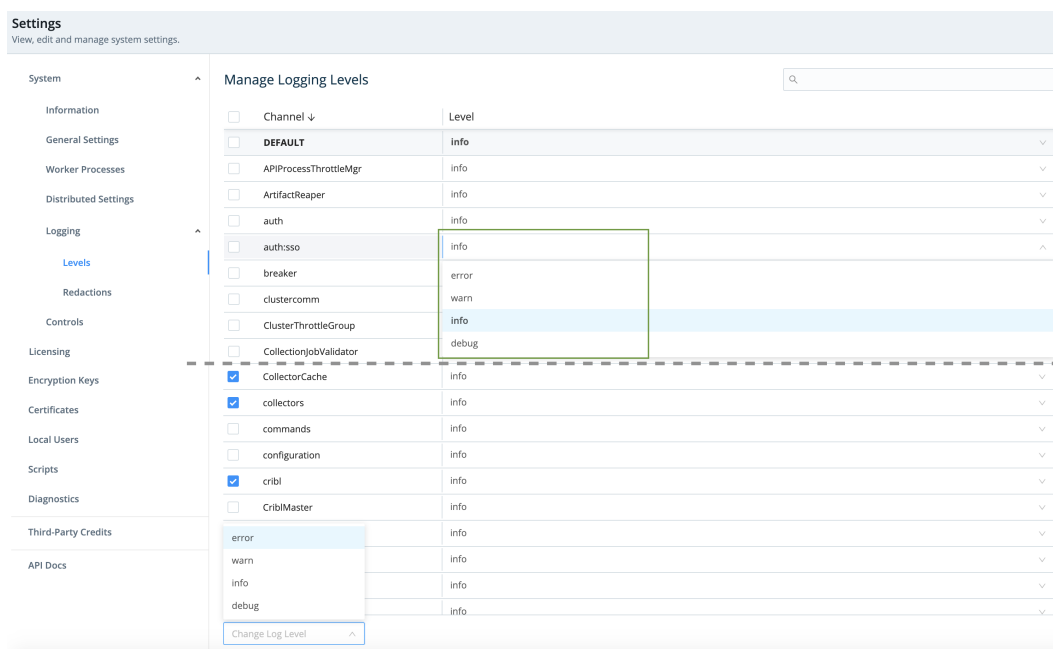 Settings
View, edit and manage system settings.
System
Information
General Settings
Worker Processes
Distributed Settings
Logging
Levels
Redactions
Controls
Licensing
Encryption Keys
Certificates
Local Users
Scripts
Diagnostics
Third-Party Credits
API Docs
Manage Logging Levels
Channel ↓ Level
DEFAULT info
APIProcessThrottleMgr info
ArtifactReaper info
auth info
auth:sso info
breaker
clustercomm
ClusterThrottleGroup
CollectionJobValidator
error
warn
info
debug
CollectorCache info
collectors info
commands info
configuration info
cribl info
CriblMaster info
info
info
info
info
error
warn
info
debug
Change Log Level